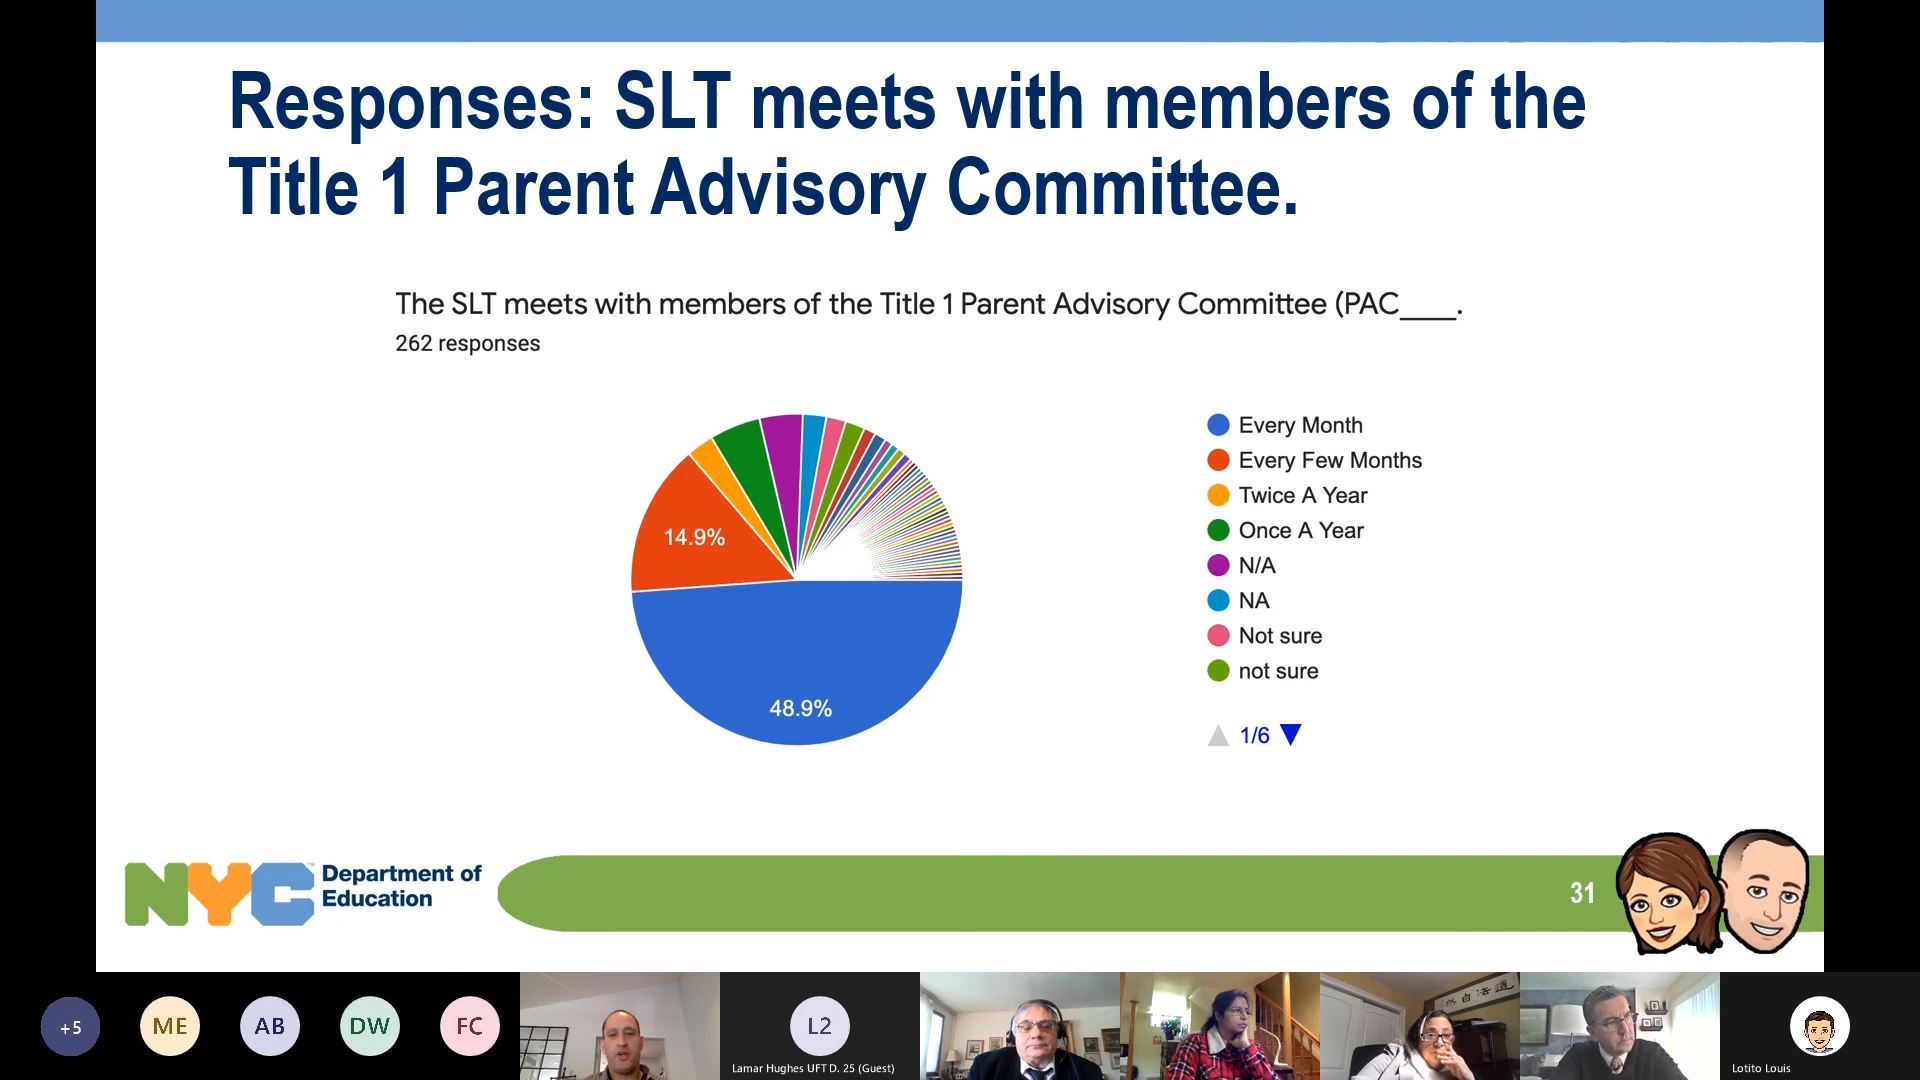 Responses: SLT meets with members of the
Title 1 Parent Advisory Committee.
The SLT meets with members of the Title 1 Parent Advisory Committee (PAC____.
262 responses
14.9%
48.9%
Every Month
Every Few Months
Twice A Year
Once A Year
N/A
NA
Not sure
not sure
1/6
NYC
Department of
Education
31
+5
ME
AB
DW
FC
L2
Lamar Hughes UFT D. 25 (Guest)
Lotito Louis